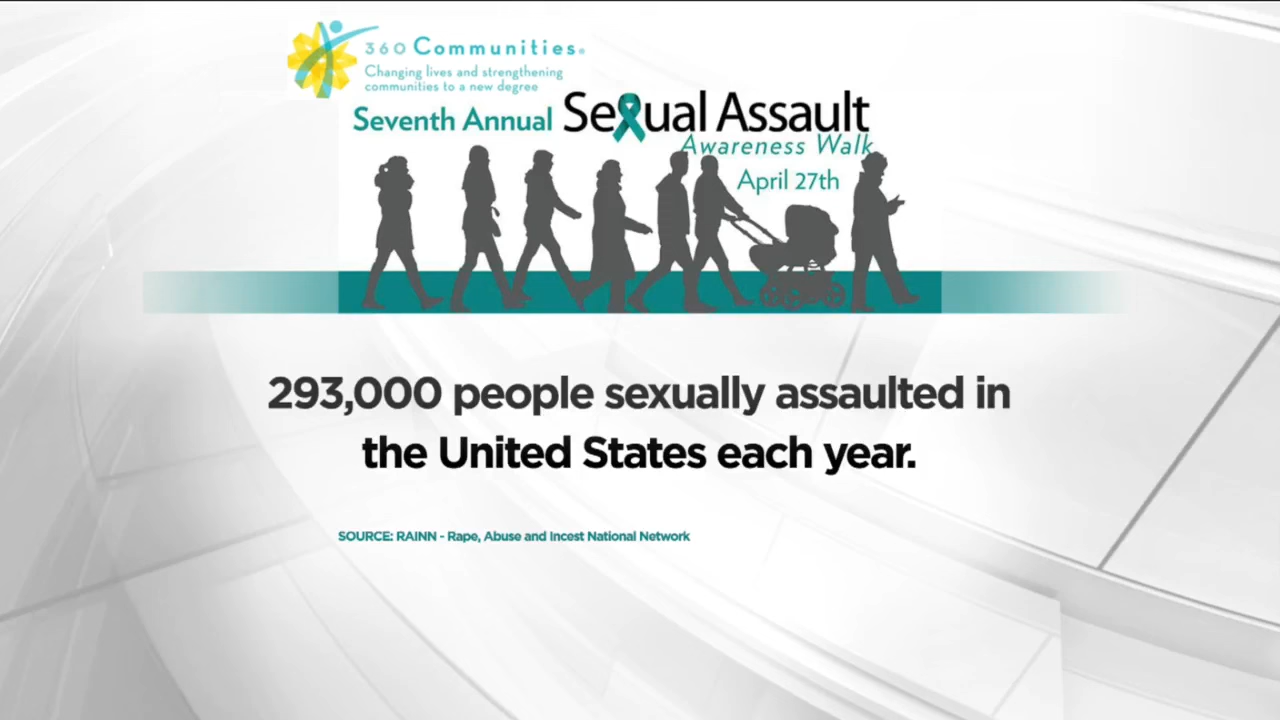 360 Communities®
Changing lives and strengthening
communities to a new degree
Seventh Annual Sexual Assault
Awareness Walk
April 27th
293,000 people sexually assaulted in
the United States each year.
SOURCE: RAINN - Rape, Abuse and Incest National Network